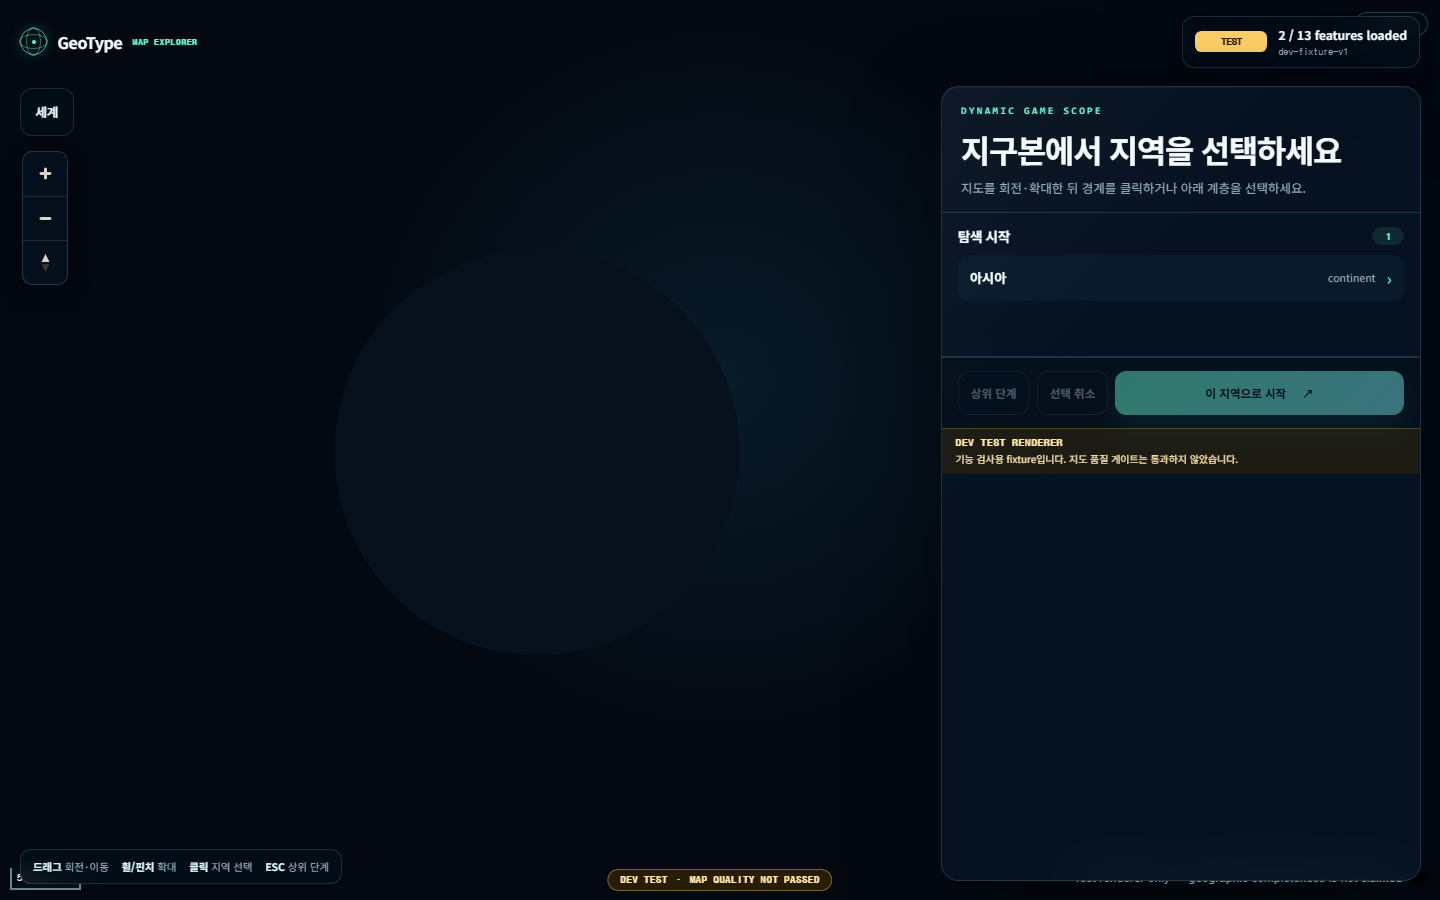 GeoType MAP EXPLORER
TEST 2 / 13 features loaded
dev-fixture-v1
세계
+
−
DYNAMIC GAME SCOPE
지구본에서 지역을 선택하세요
지도를 회전·확대한 뒤 경계를 클릭하거나 아래 계층을 선택하세요.
탐색 시작 1
아시아 continent ›
상위 단계 선택 취소 이 지역으로 시작 ↗
DEV TEST RENDERER
기능 검사용 fixture입니다. 지도 품질 게이트는 통과하지 않았습니다.
드래그 회전·이동 휠/핀치 확대 클릭 지역 선택 ESC 상위 단계
DEV TEST · MAP QUALITY NOT PASSED